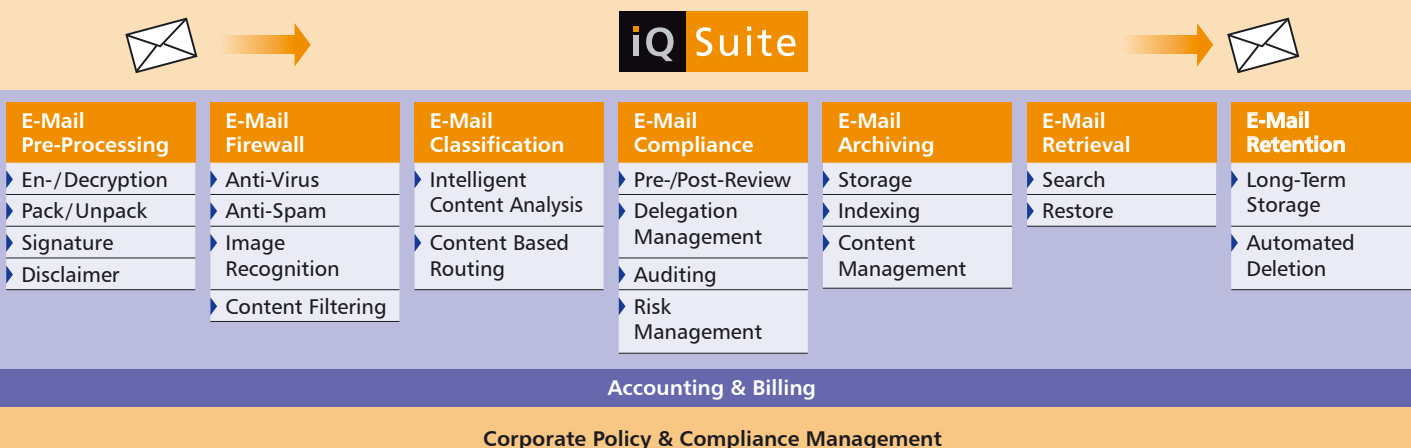 iQ Suite
E-Mail
Pre-Processing
En-/Decryption
Pack/Unpack
Signature
Disclaimer
E-Mail
Firewall
Anti-Virus
Anti-Spam
Image
Recognition
Content Filtering
E-Mail
Classification
Intelligent
Content Analysis
Content Based
Routing
E-Mail
Compliance
Pre-/Post-Review
Delegation
Management
Auditing
Risk
Management
E-Mail
Archiving
Storage
Indexing
Content
Management
E-Mail
Retrieval
Search
Restore
E-Mail
Retention
Long-Term
Storage
Automated
Deletion
Accounting & Billing
Corporate Policy & Compliance Management